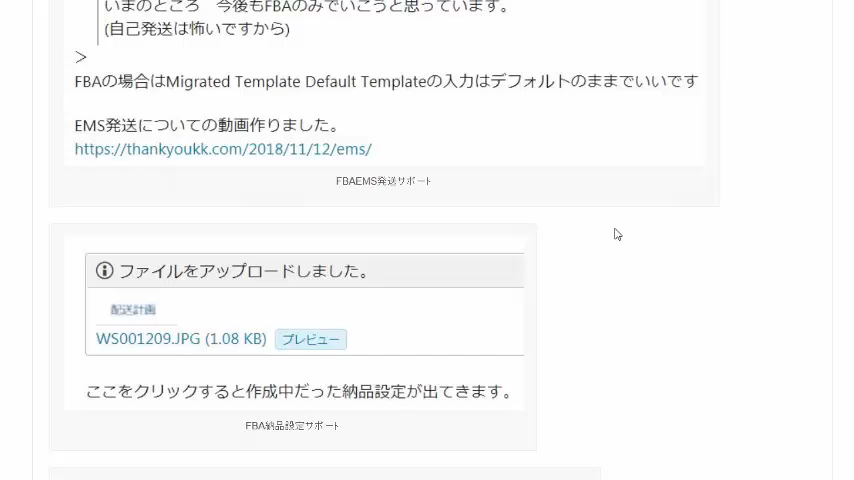 いまのところ 今後もFBAのみでいこうと思っています。
(自己発送は怖いですから)
>
FBAの場合はMigrated Template Default Templateの入力はデフォルトのままでいいです
EMS発送についての動画作りました。
https://thankyoukk.com/2018/11/12/ems/
FBAEMS発送サポート
ファイルをアップロードしました。
配送計画
WS001209.JPG (1.08 KB) プレビュー
ここをクリックすると作成中だった納品設定が出てきます。
FBA納品設定サポート